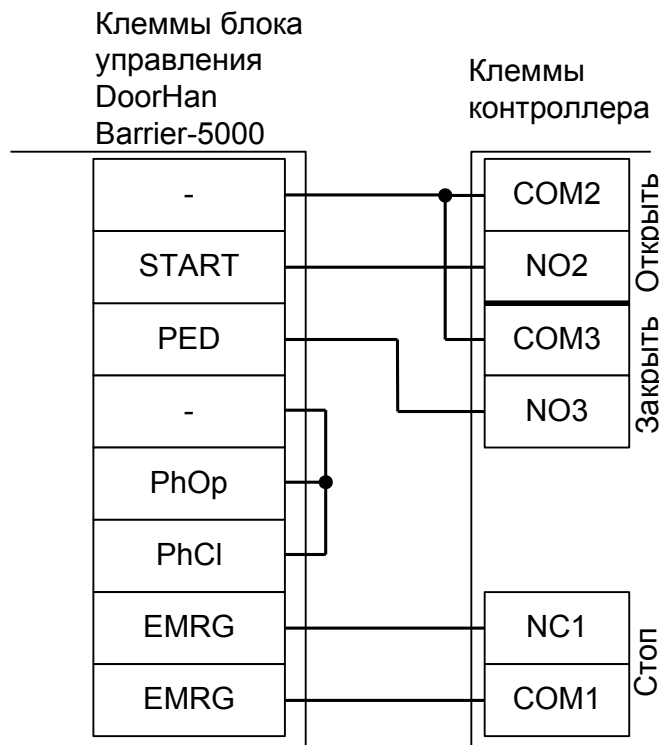 Клеммы блока
управления
DoorHan
Barrier-5000
Клеммы
контроллера
-
START
PED
-
PhOp
PhCl
EMRG
EMRG
COM2
NO2
COM3
NO3
NC1
COM1
Открыть
Закрыть
Стоп